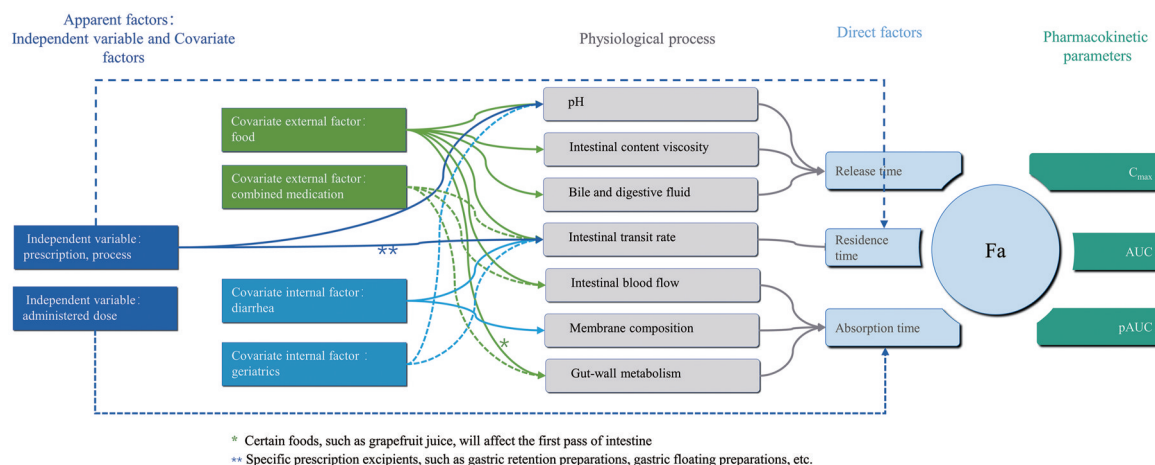 Apparent factors:
Independent variable and Covariate
factors
Physiological process
Direct factors
Pharmacokinetic
parameters
Covariate external factor:
food
Covariate external factor:
combined medication
Independent variable:
prescription, process
Independent variable:
administered dose
Covariate internal factor:
diarrhea
Covariate internal factor:
geriatrics
pH
Intestinal content viscosity
Bile and digestive fluid
Intestinal transit rate
Intestinal blood flow
Membrane composition
Gut-wall metabolism
**
*
Release time
Residence
time
Absorption time
Fa
Cmax
AUC
pAUC
* Certain foods, such as grapefruit juice, will affect the first pass of intestine
** Specific prescription excipients, such as gastric retention preparations, gastric floating preparations, etc.